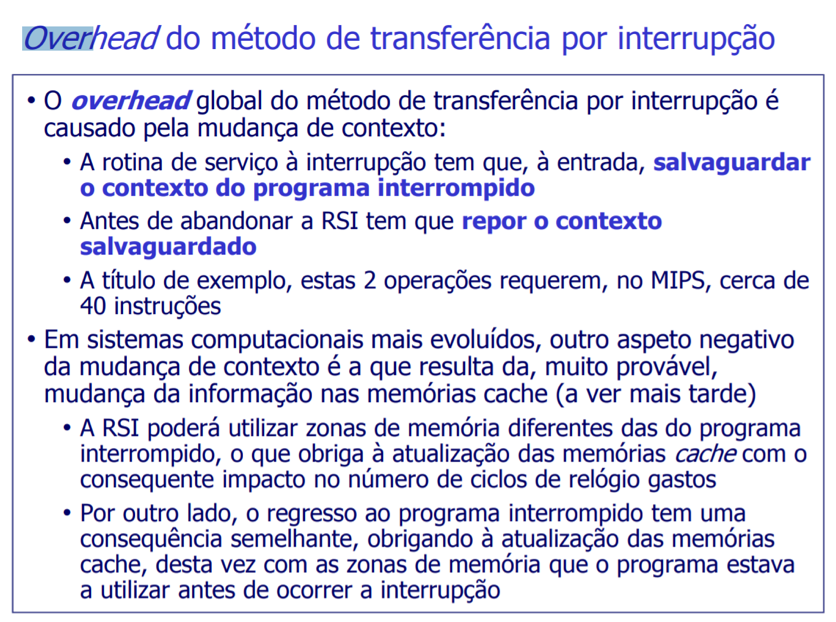 Overhead do método de transferência por interrupção
• O overhead global do método de transferência por interrupção é
causado pela mudança de contexto:
• A rotina de serviço à interrupção tem que, à entrada, salvaguardar
o contexto do programa interrompido
• Antes de abandonar a RSI tem que repor o contexto
salvaguardado
• A título de exemplo, estas 2 operações requerem, no MIPS, cerca de
40 instruções
• Em sistemas computacionais mais evoluídos, outro aspeto negativo
da mudança de contexto é a que resulta da, muito provável,
mudança da informação nas memórias cache (a ver mais tarde)
• A RSI poderá utilizar zonas de memória diferentes das do programa
interrompido, o que obriga à atualização das memórias cache com o
consequente impacto no número de ciclos de relógio gastos
• Por outro lado, o regresso ao programa interrompido tem uma
consequência semelhante, obrigando à atualização das memórias
cache, desta vez com as zonas de memória que o programa estava
a utilizar antes de ocorrer a interrupção